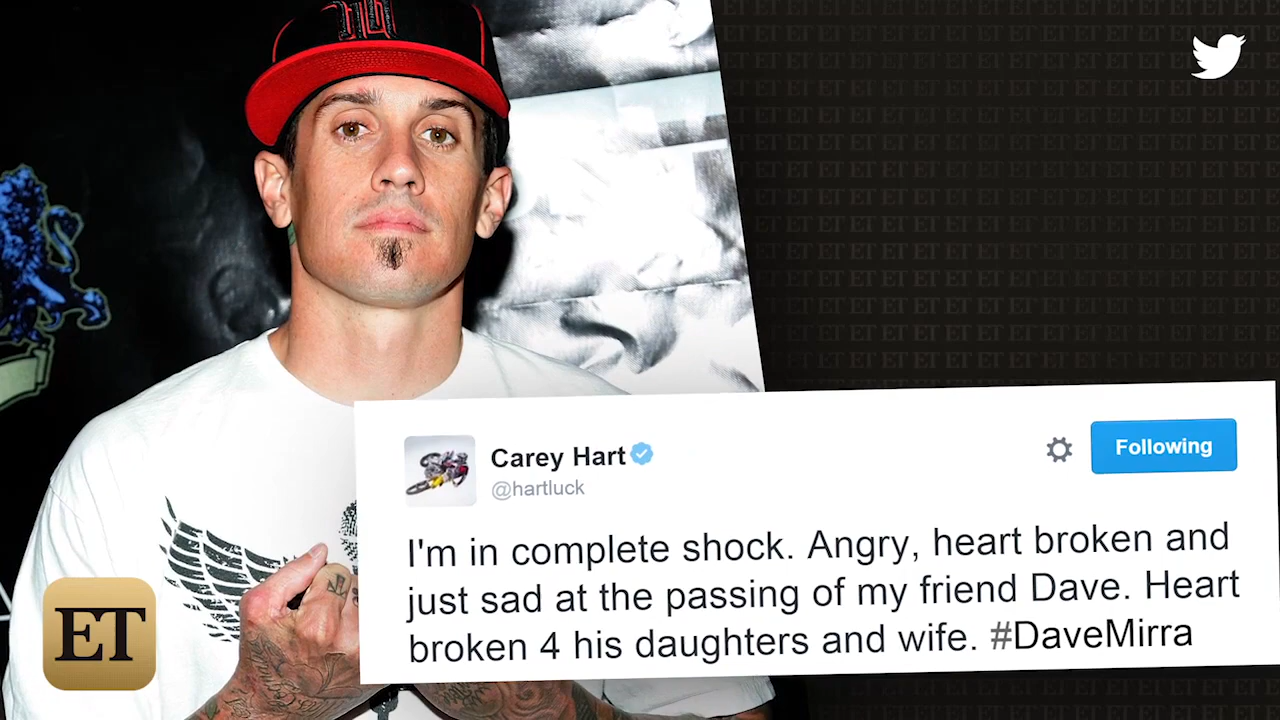 Carey Hart
@hartluck
Following
I'm in complete shock. Angry, heart broken and
just sad at the passing of my friend Dave. Heart
broken 4 his daughters and wife. #DaveMirra
ET